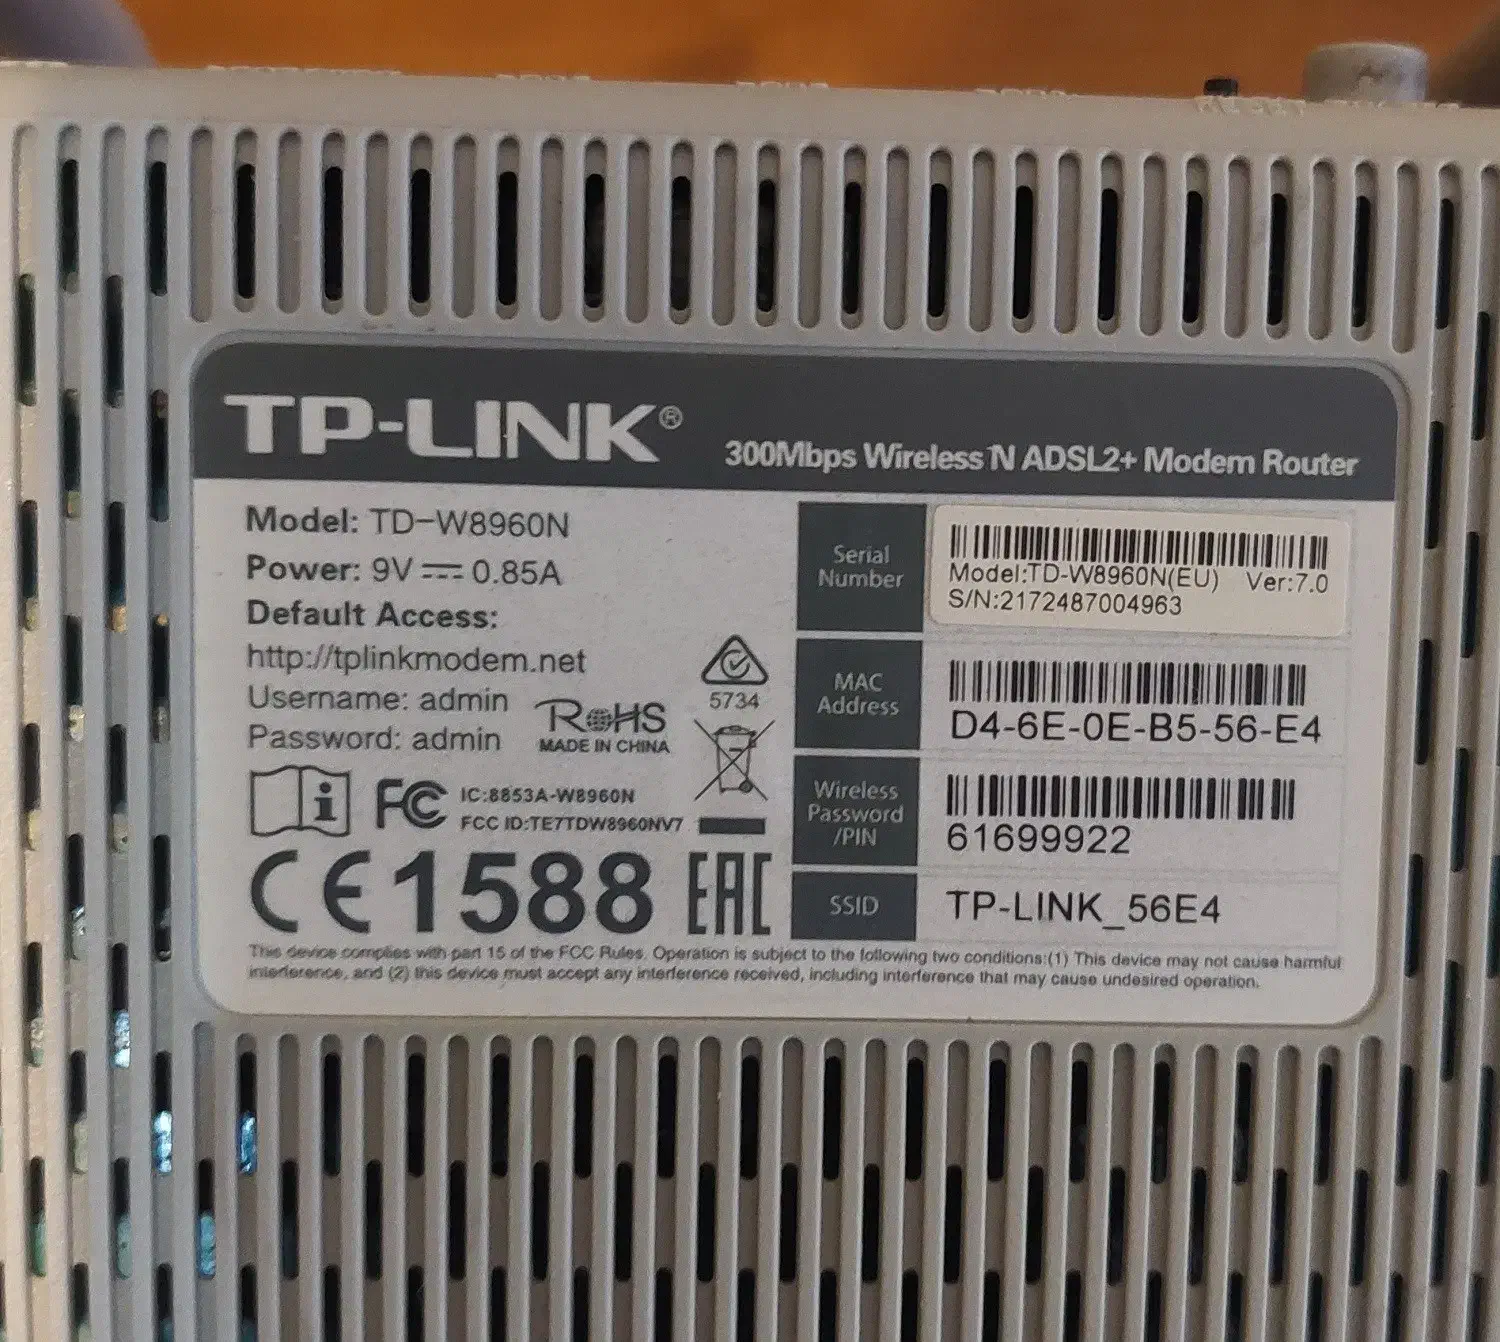 TP-LINK®
300Mbps Wireless N ADSL2+ Modem Router
Model: TD-W8960N
Power: 9V 0.85A
Default Access:
http://tplinkmodem.net
Username: admin
Password: admin
RoHS
MADE IN CHINA
5734
i
FC IC:8853A-W8960N
FCC ID:TE7TDW8960NV7
CE1588 EAC
Serial
Number
Model:TD-W8960N(EU) Ver:7.0
S/N:2172487004963
MAC
Address
D4-6E-0E-B5-56-E4
Wireless
Password
/PIN
61699922
SSID
TP-LINK_56E4
This device complies with part 15 of the FCC Rules. Operation is subject to the following two conditions:(1) This device may not cause harmful
interference, and (2) this device must accept any interference received, including interference that may cause undesired operation.